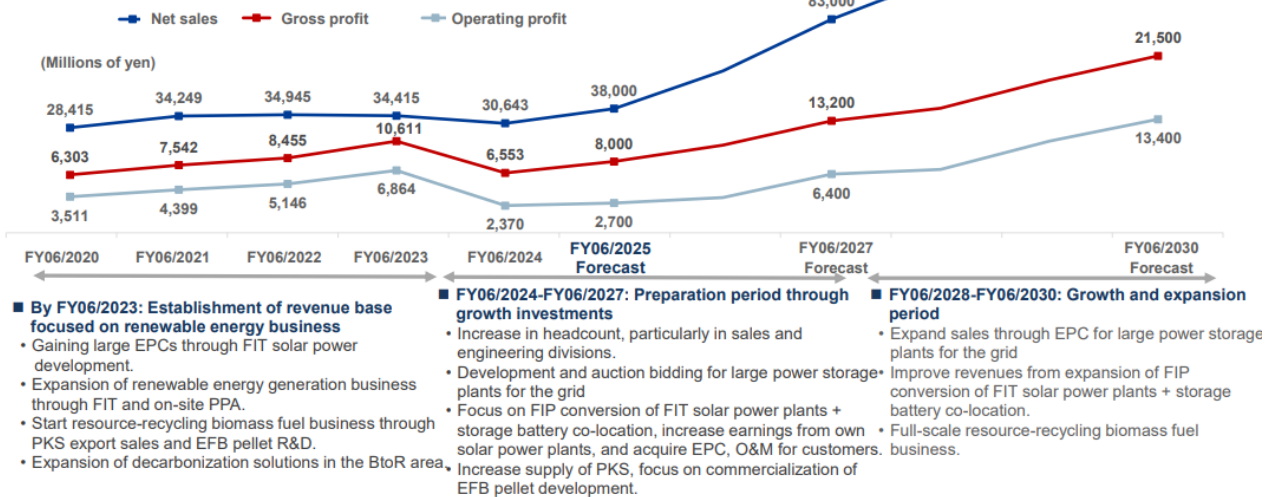 Net sales
Gross profit
Operating profit
83,000
(Millions of yen)
21,500
28,415
34,249
34,945
34,415
30,643
38,000
13,200
13,400
6,303
7,542
8,455
10,611
6,553
8,000
6,400
3,511
4,399
5,146
6,864
2,370
2,700
FY06/2020
FY06/2021
FY06/2022
FY06/2023
FY06/2024
FY06/2025
Forecast
FY06/2027
Forecast
FY06/2030
Forecast
■ By FY06/2023: Establishment of revenue base
focused on renewable energy business
• Gaining large EPCs through FIT solar power
development.
• Expansion of renewable energy generation business
through FIT and on-site PPA.
• Start resource-recycling biomass fuel business through
PKS export sales and EFB pellet R&D.
• Expansion of decarbonization solutions in the BtoR area.
■ FY06/2024-FY06/2027: Preparation period through
growth investments
• Increase in headcount, particularly in sales and
engineering divisions.
• Development and auction bidding for large power storage
plants for the grid
• Focus on FIP conversion of FIT solar power plants +
storage battery co-location, increase earnings from own
solar power plants, and acquire EPC, O&M for customers.
• Increase supply of PKS, focus on commercialization of
EFB pellet development.
■ FY06/2028-FY06/2030: Growth and expansion
period
• Expand sales through EPC for large power storage
plants for the grid
• Improve revenues from expansion of FIP
conversion of FIT solar power plants + storage
battery co-location.
• Full-scale resource-recycling biomass fuel
business.